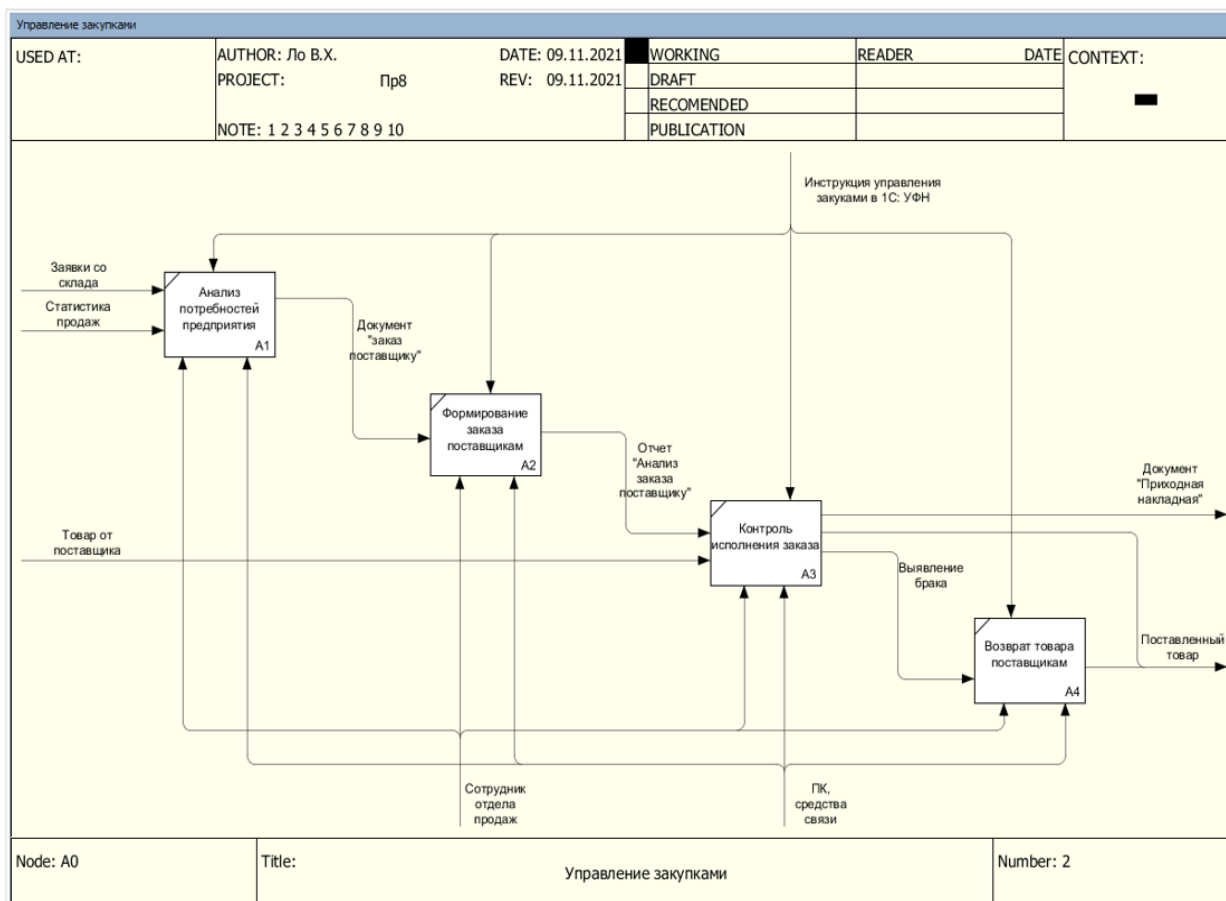 Управление закупками
USED AT:
AUTHOR: Ло В.Х.
DATE: 09.11.2021
PROJECT: Пр8
REV: 09.11.2021
NOTE: 1 2 3 4 5 6 7 8 9 10
WORKING
DRAFT
RECOMENDED
PUBLICATION
READER
DATE
CONTEXT:
Инструкция управления
закуками в 1С: УФН
Заявки со
склада
Статистика
продаж
Анализ
потребностей
предприятия
A1
Документ
"заказ
поставщику"
Формирование
заказа
поставщикам
A2
Отчет
"Анализ
заказа
поставщику"
Товар от
поставщика
Контроль
исполнения заказа
A3
Документ
"Приходная
накладная"
Выявление
брака
Возврат товара
поставщикам
A4
Поставленный
товар
Сотрудник
отдела
продаж
ПК,
средства
связи
Node: A0
Title:
Управление закупками
Number: 2